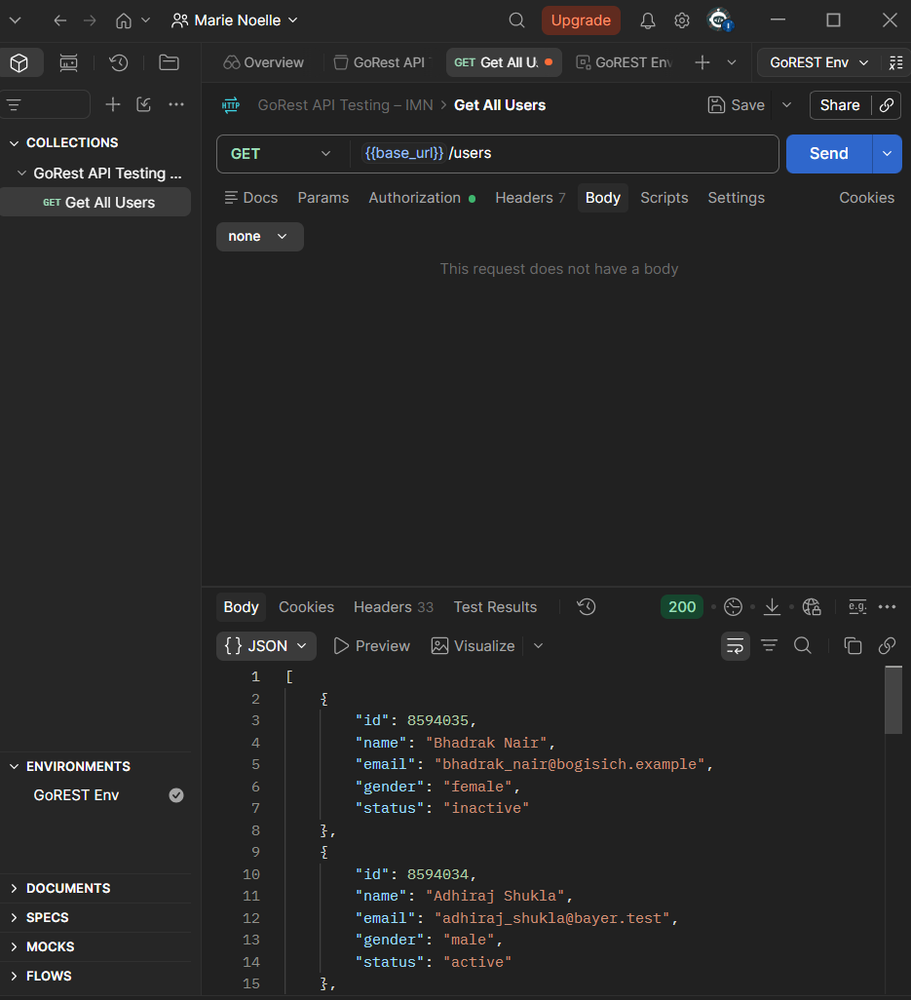 Marie Noelle
Upgrade
Overview
GoRest API
GET Get All U.
GoREST Env
GoREST Env
HTTP GoRest API Testing – IMN > Get All Users
Save
Share
COLLECTIONS
GoRest API Testing ...
GET Get All Users
GET
{{base_url}} /users
Send
Docs
Params
Authorization
Headers 7
Body
Scripts
Settings
Cookies
none
This request does not have a body
Body
Cookies
Headers 33
Test Results
200
e.g.
{} JSON
Preview
Visualize
1 [
2 {
3 "id": 8594035,
4 "name": "Bhadrak Nair",
5 "email": "bhadrak_nair@bogisich.example",
6 "gender": "female",
7 "status": "inactive"
8 },
9 {
10 "id": 8594034,
11 "name": "Adhiraj Shukla",
12 "email": "adhiraj_shukla@bayer.test",
13 "gender": "male",
14 "status": "active"
15 },
ENVIRONMENTS
GoREST Env
DOCUMENTS
SPECS
MOCKS
FLOWS